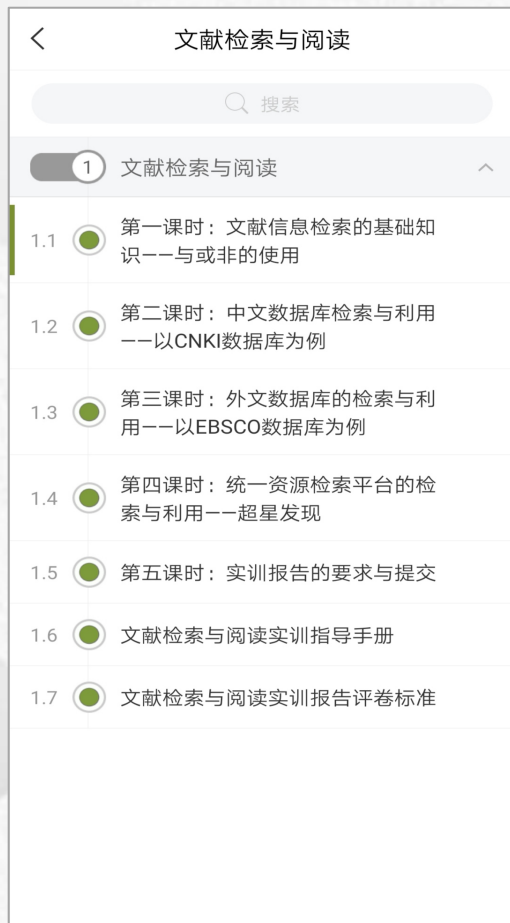 文献检索与阅读
搜索
1 文献检索与阅读
1.1 第一课时：文献信息检索的基础知
识——与或非的使用
1.2 第二课时：中文数据库检索与利用
——以CNKI数据库为例
1.3 第三课时：外文数据库的检索与利
用——以EBSCO数据库为例
1.4 第四课时：统一资源检索平台的检
索与利用——超星发现
1.5 第五课时：实训报告的要求与提交
1.6 文献检索与阅读实训指导手册
1.7 文献检索与阅读实训报告评卷标准